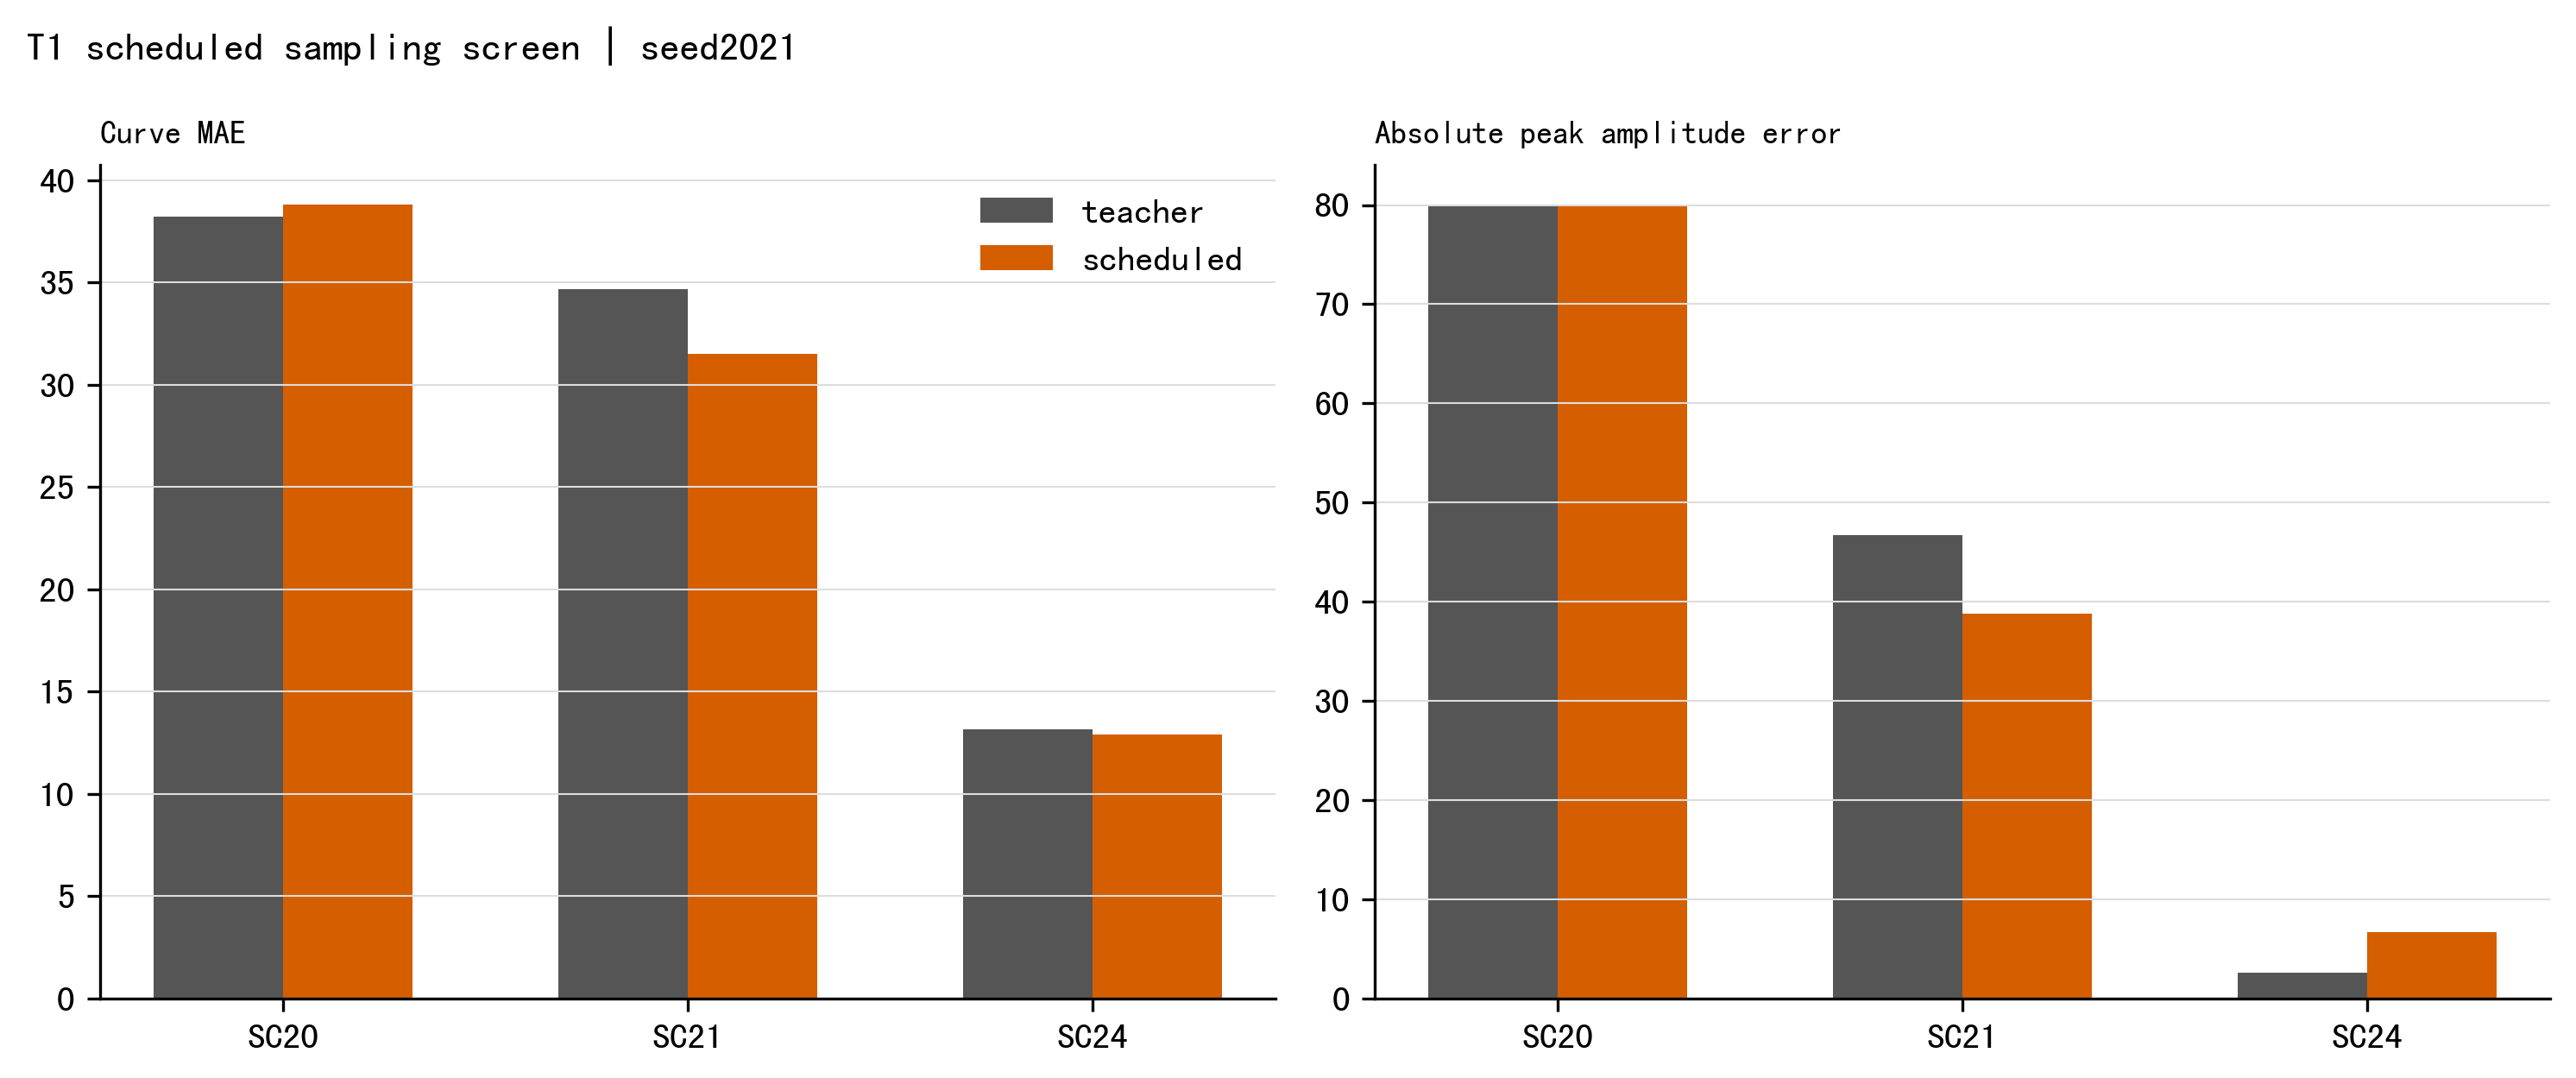 T1 scheduled sampling screen | seed2021
Curve MAE
40
35
30
25
20
15
10
5
0
SC20 SC21 SC24
teacher
scheduled
Absolute peak amplitude error
80
70
60
50
40
30
20
10
0
SC20 SC21 SC24